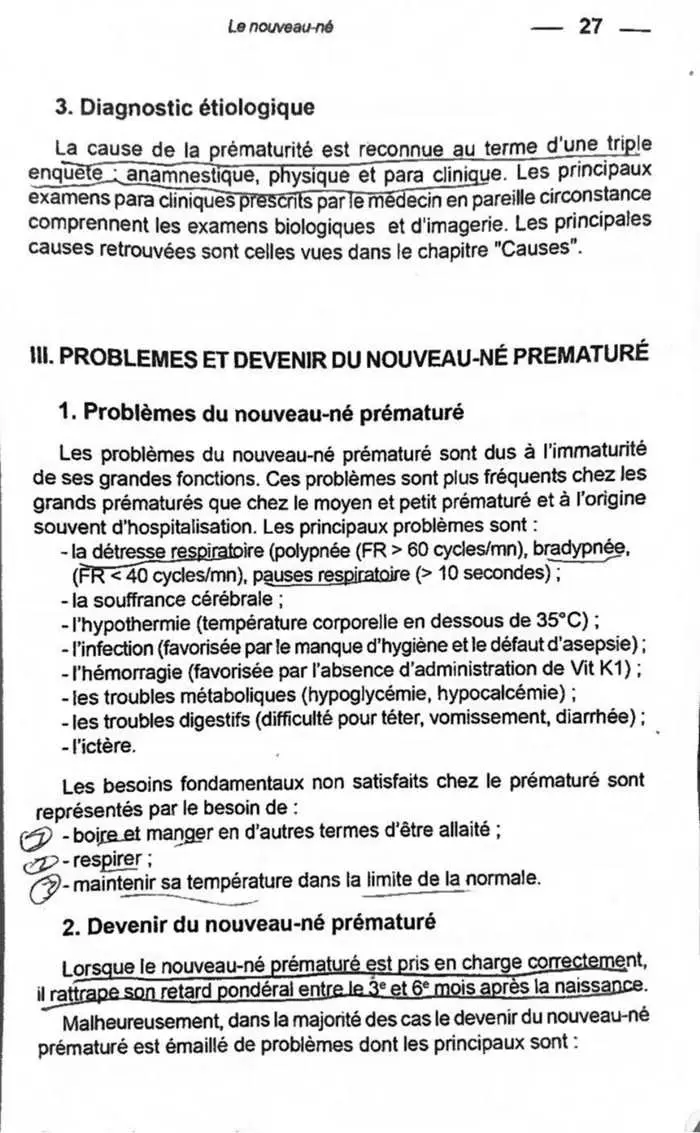 Le nouveau-né — 27 —
3. Diagnostic étiologique
La cause de la prématurité est reconnue au terme d'une triple
enquête : anamnestique, physique et para clinique. Les principaux
examens para cliniques prescrits par le médecin en pareille circonstance
comprennent les examens biologiques et d'imagerie. Les principales
causes retrouvées sont celles vues dans le chapitre "Causes".
III. PROBLEMES ET DEVENIR DU NOUVEAU-NÉ PREMATURÉ
1. Problèmes du nouveau-né prématuré
Les problèmes du nouveau-né prématuré sont dus à l'immaturité
de ses grandes fonctions. Ces problèmes sont plus fréquents chez les
grands prématurés que chez le moyen et petit prématuré et à l'origine
souvent d'hospitalisation. Les principaux problèmes sont :
- la détresse respiratoire (polypnée (FR > 60 cycles/mn), bradypnée,
(FR < 40 cycles/mn), pauses respiratoire (> 10 secondes) ;
- la souffrance cérébrale ;
- l'hypothermie (température corporelle en dessous de 35°C) ;
- l'infection (favorisée par le manque d'hygiène et le défaut d'asepsie) ;
- l'hémorragie (favorisée par l'absence d'administration de Vit K1) ;
- les troubles métaboliques (hypoglycémie, hypocalcémie) ;
- les troubles digestifs (difficulté pour téter, vomissement, diarrhée) ;
- l'ictère.
Les besoins fondamentaux non satisfaits chez le prématuré sont
représentés par le besoin de :
1 - boire et manger en d'autres termes d'être allaité ;
2 - respirer ;
3 - maintenir sa température dans la limite de la normale.
2. Devenir du nouveau-né prématuré
Lorsque le nouveau-né prématuré est pris en charge correctement,
il rattrape son retard pondéral entre le 3e et 6e mois après la naissance.
Malheureusement, dans la majorité des cas le devenir du nouveau-né
prématuré est émaillé de problèmes dont les principaux sont :